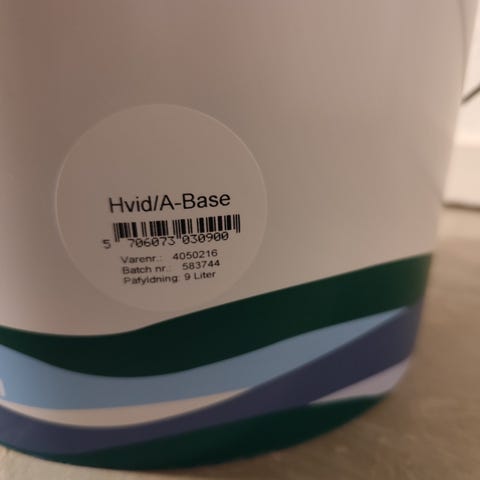 Hvid/A-Base
5 706073 030900
Varenr.: 4050216
Batch nr.: 583744
Påfyldning: 9 Liter